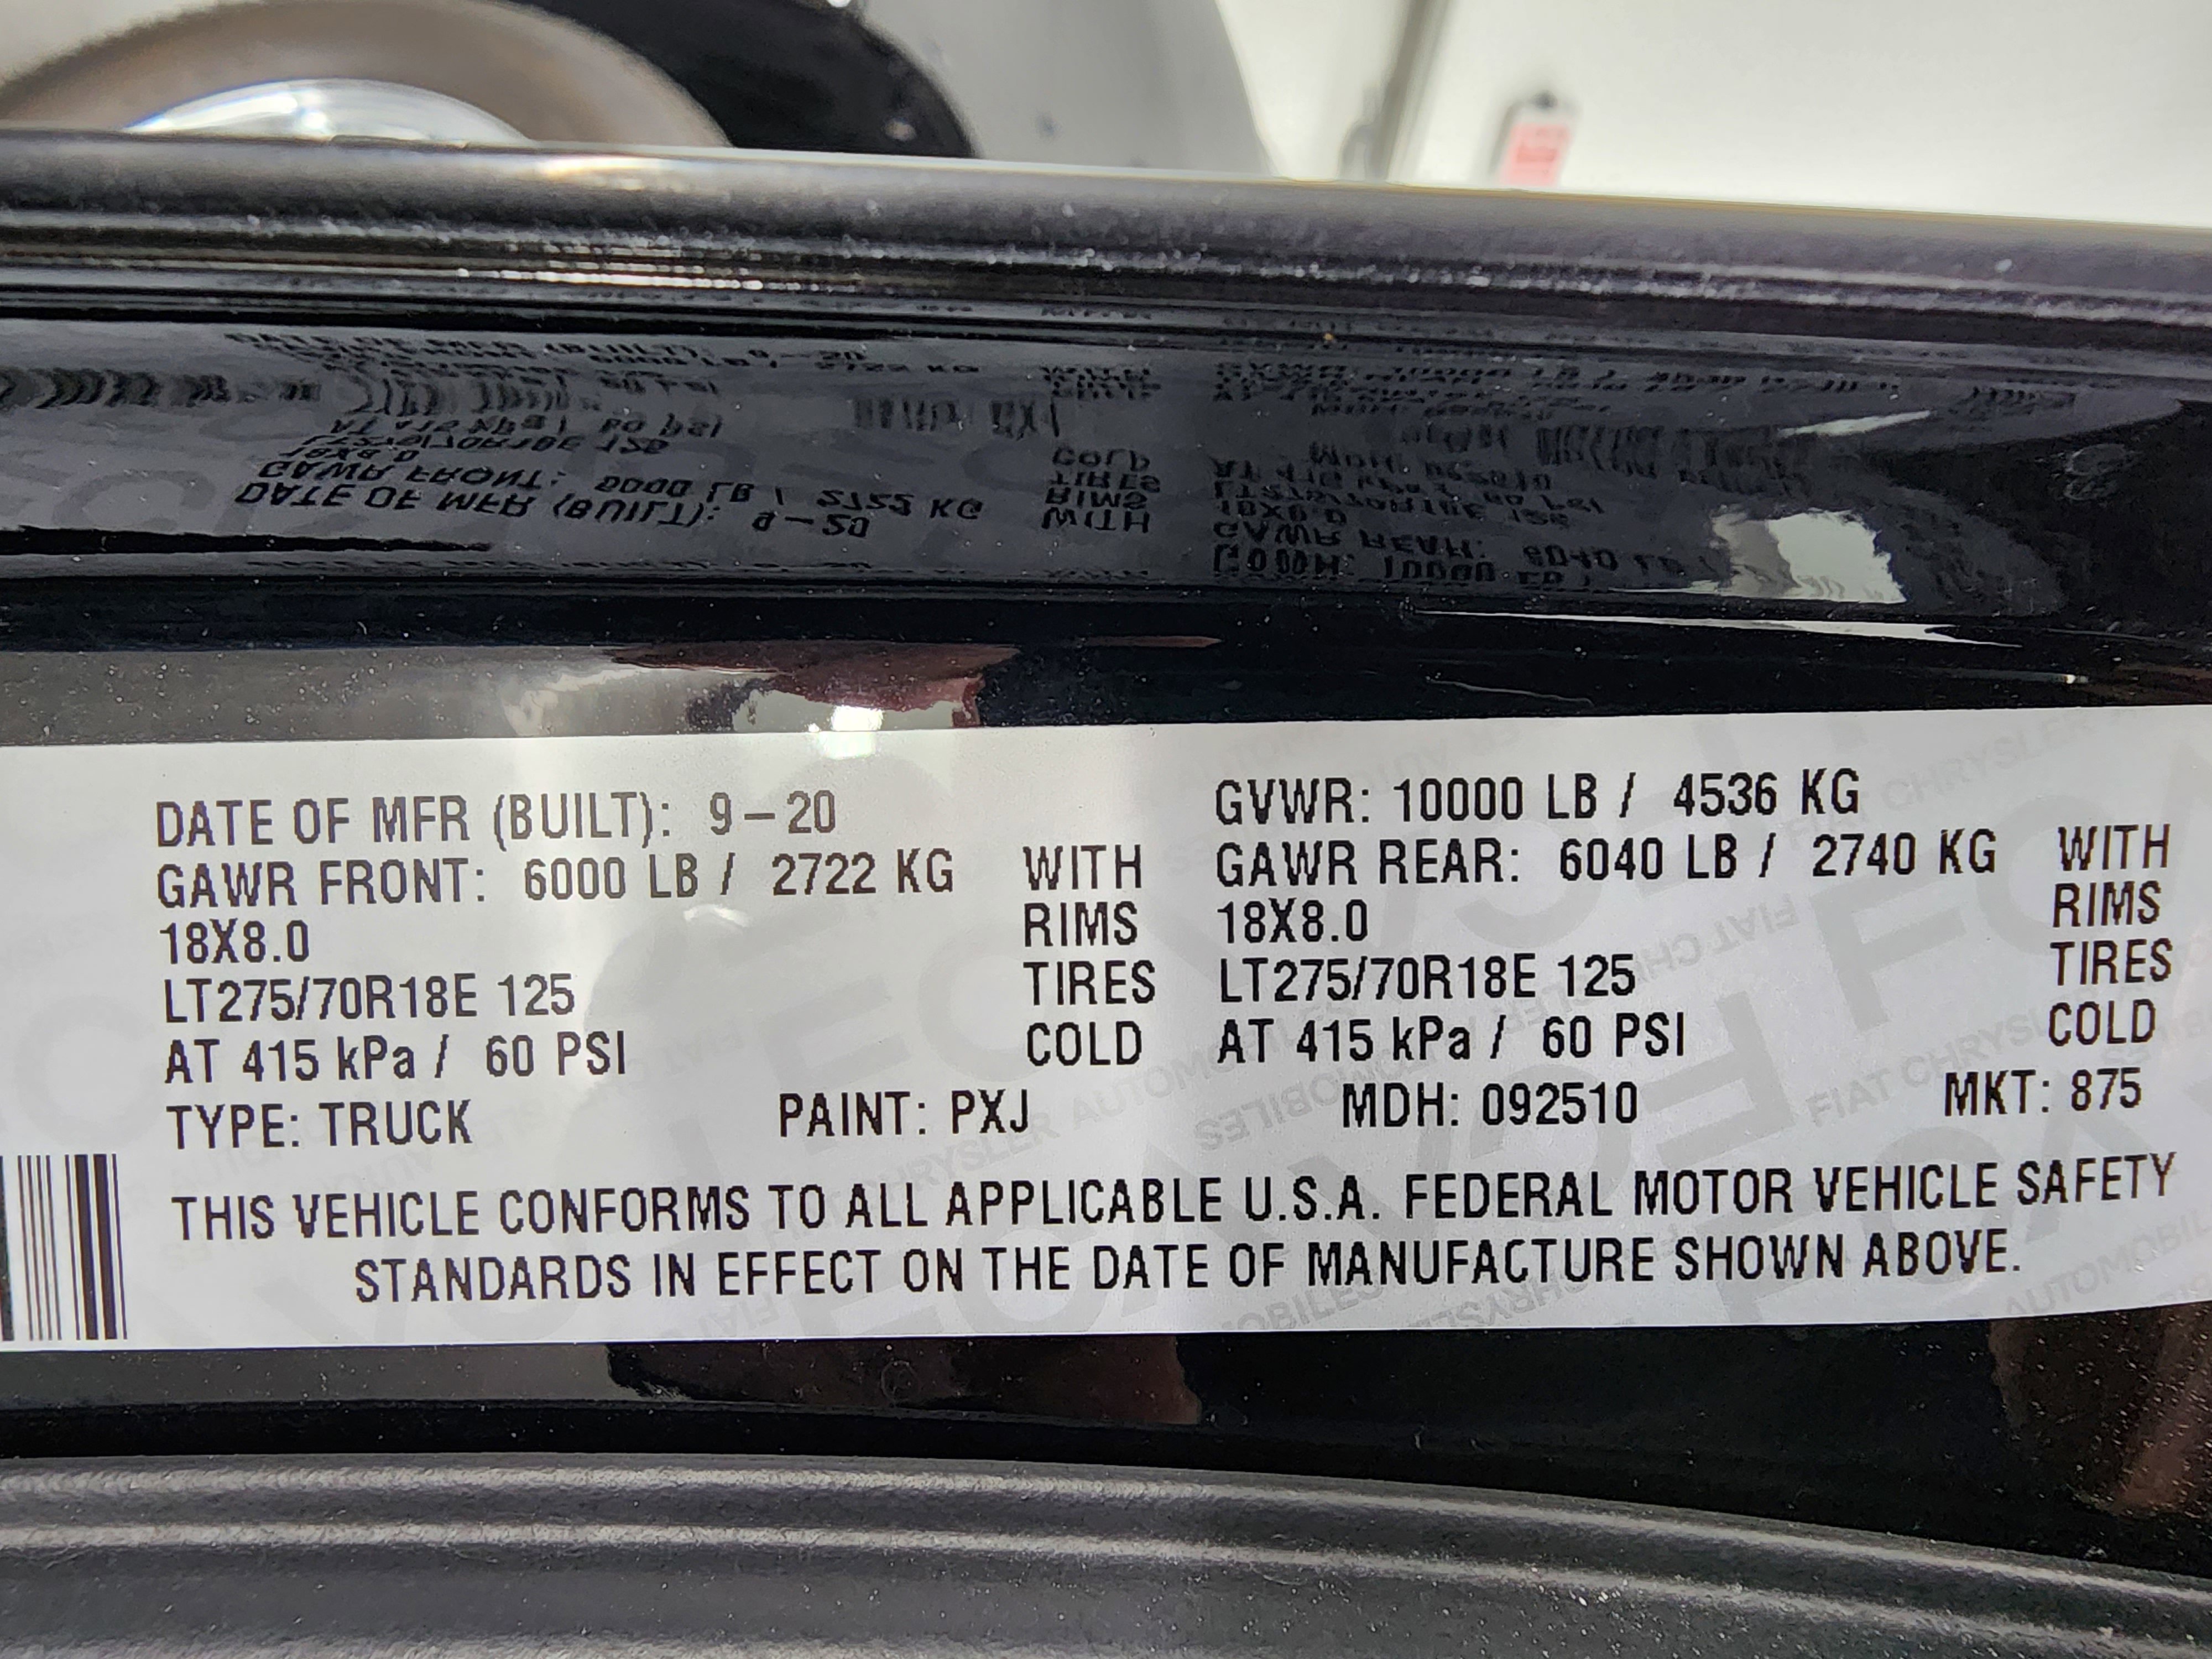 DATE OF MFR (BUILT): 9-20
GAWR FRONT: 6000 LB / 2722 KG WITH
18X8.0 RIMS
LT275/70R18E 125 TIRES
AT 415 kPa / 60 PSI COLD
GVWR: 10000 LB / 4536 KG
GAWR REAR: 6040 LB / 2740 KG WITH
18X8.0 RIMS
LT275/70R18E 125 TIRES
AT 415 kPa / 60 PSI COLD
TYPE: TRUCK PAINT: PXJ MDH: 092510 MKT: 875
THIS VEHICLE CONFORMS TO ALL APPLICABLE U.S.A. FEDERAL MOTOR VEHICLE SAFETY
STANDARDS IN EFFECT ON THE DATE OF MANUFACTURE SHOWN ABOVE.